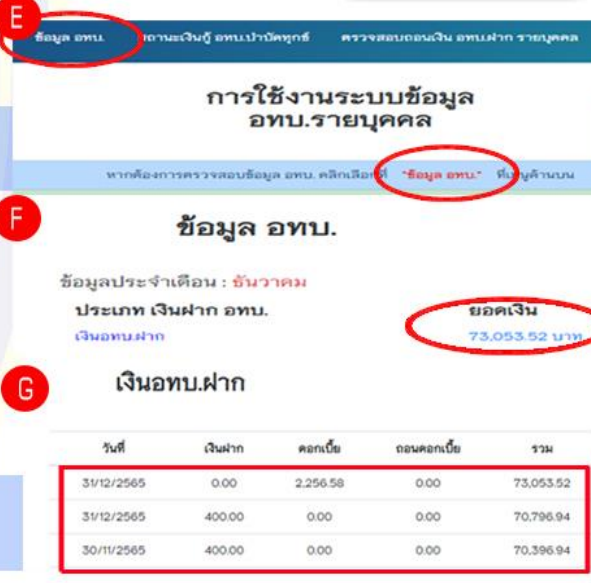 E
ข้อมูล อทบ. สถานะเงินกู้ อทบ.บำบัดทุกข์ ตรวจสอบถอนเงิน อทบ.ฝาก รายบุคคล
การใช้งานระบบข้อมูล
อทบ.รายบุคคล
หากต้องการตรวจสอบข้อมูล อทบ. คลิกเลือกที่ "ข้อมูล อทบ." ที่เมนูด้านบน
F
ข้อมูล อทบ.
ข้อมูลประจำเดือน : ธันวาคม
ประเภท เงินฝาก อทบ. ยอดเงิน
เงินอทบ.ฝาก 73,053.52 บาท
G
เงินอทบ.ฝาก
วันที่ เงินฝาก ดอกเบี้ย ถอนดอกเบี้ย รวม
31/12/2565 0.00 2,256.58 0.00 73,053.52
31/12/2565 400.00 0.00 0.00 70,796.94
30/11/2565 400.00 0.00 0.00 70,396.94